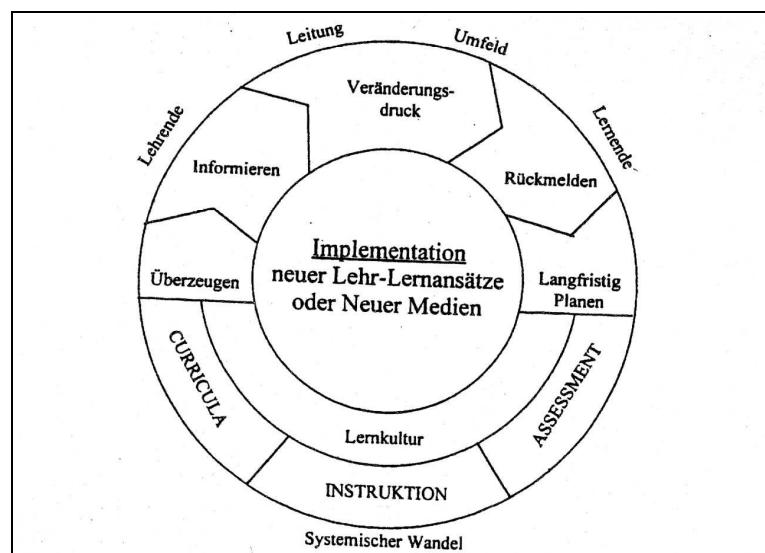 Leitung
Umfeld
Lehrende
Lernende
Veränderungs-
druck
Informieren
Rückmelden
Überzeugen
Langfristig
Planen
Implementation
neuer Lehr-Lernansätze
oder Neuer Medien
CURRICULA
ASSESSMENT
Lernkultur
INSTRUKTION
Systemischer Wandel